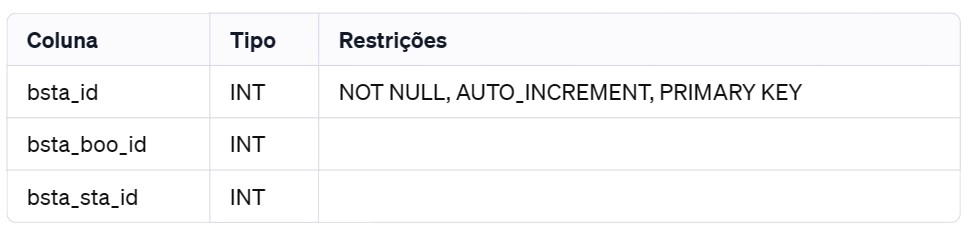 Coluna Tipo Restrições
bsta_id INT NOT NULL, AUTO_INCREMENT, PRIMARY KEY
bsta_boo_id INT
bsta_sta_id INT